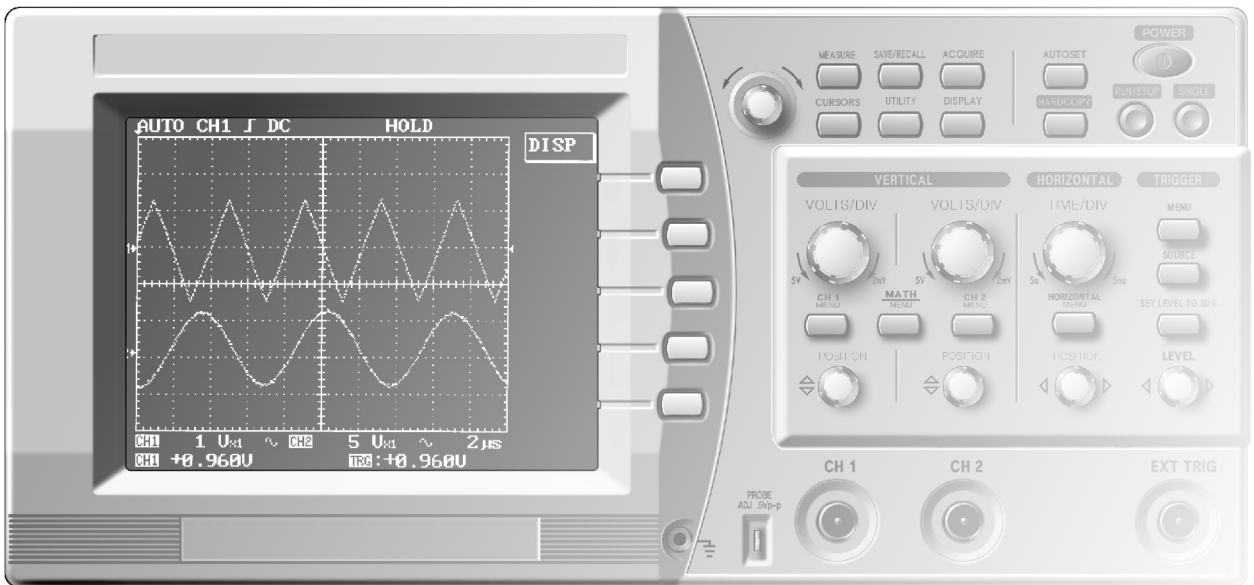 AUTO CH1 ʃ DC HOLD
DISP
1
2
CH1 1 Vx1 ∿ CH2 5 Vx1 ∿ 2µs
CH1 +0.960V TRG:+0.960V
POWER
MEASURE SAVE/RECALL ACQUIRE AUTOSET
RUN/STOP SINGLE
CURSORS UTILITY DISPLAY HARDCOPY
VERTICAL HORIZONTAL TRIGGER
VOLTS/DIV VOLTS/DIV TIME/DIV MENU
SOURCE
5V 2mV 5V 2mV 5s 5ns
CH 1 MATH CH 2 HORIZONTAL SET LEVEL TO 50%
MENU MENU MENU MENU
POSITION POSITION POSITION LEVEL
CH 1 CH 2 EXT TRIG
PROBE
ADJ .5Vp-p